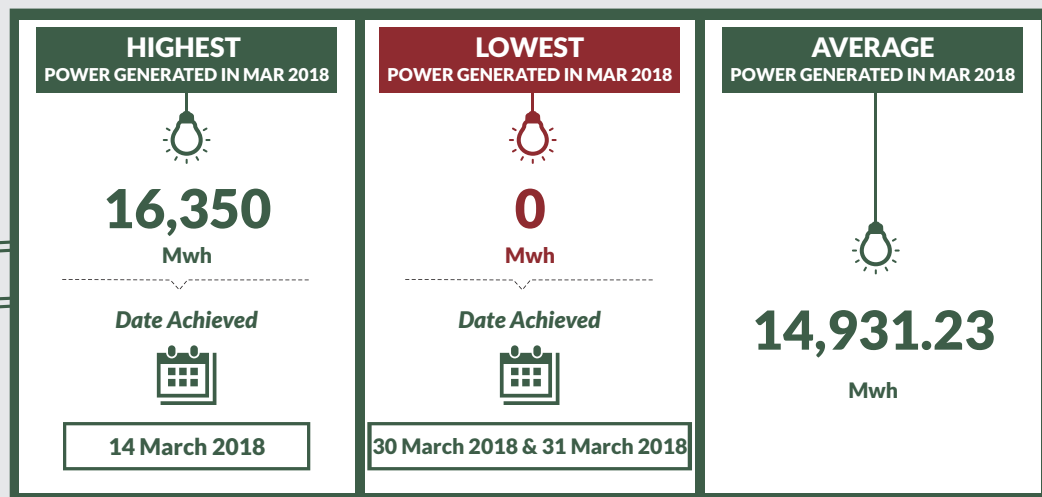 HIGHEST
POWER GENERATED IN MAR 2018
16,350
Mwh
Date Achieved
14 March 2018
LOWEST
POWER GENERATED IN MAR 2018
0
Mwh
Date Achieved
30 March 2018 & 31 March 2018
AVERAGE
POWER GENERATED IN MAR 2018
14,931.23
Mwh